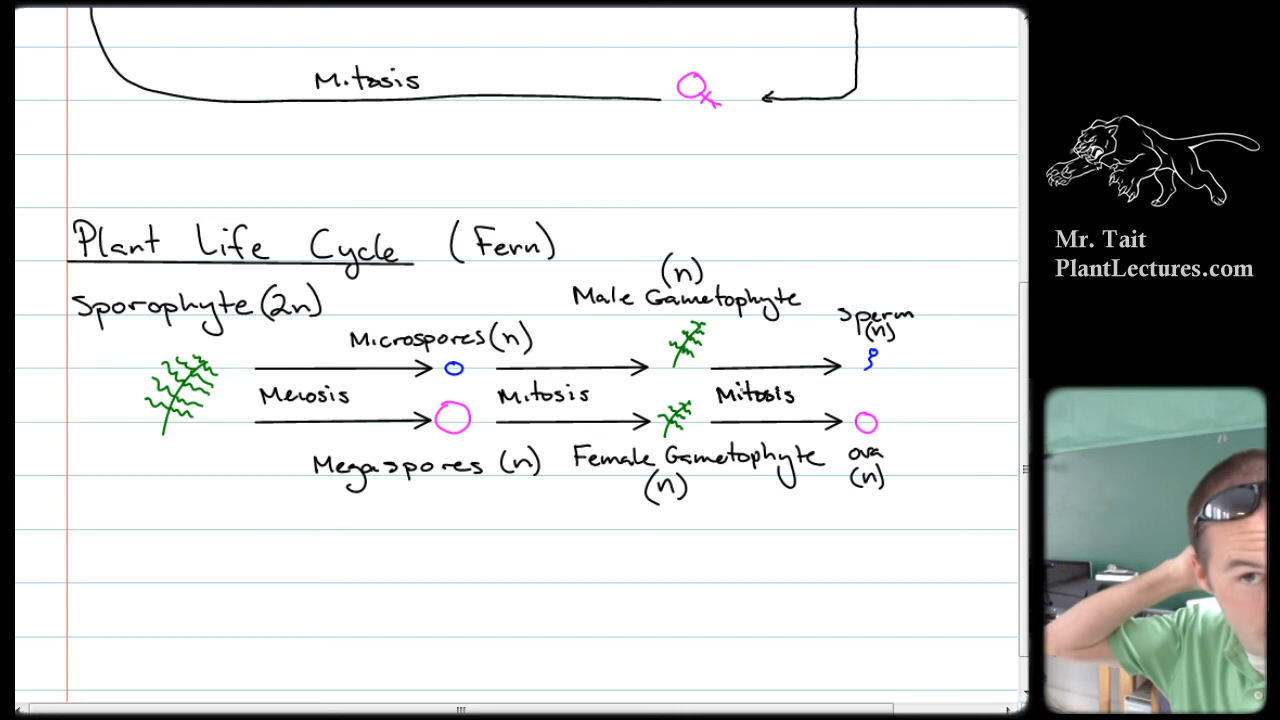 Mitosis
Plant Life Cycle (Fern)
Sporophyte (2n)
(n)
Male Gametophyte
Sperm
(n)
Microspores (n)
Meiosis
Mitosis
Mitosis
Megaspores (n)
Female Gametophyte
(n)
ova
(n)
Mr. Tait
PlantLectures.com